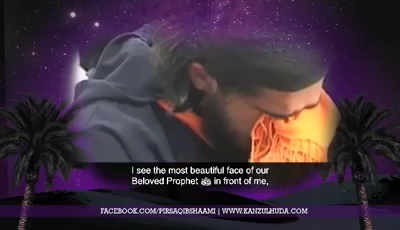 I see the most beautiful face of our
Beloved Prophet ﷺ in front of me,
FACEBOOK.COM/PIRSAQIBSHAAMI | WWW.KANZULHUDA.COM